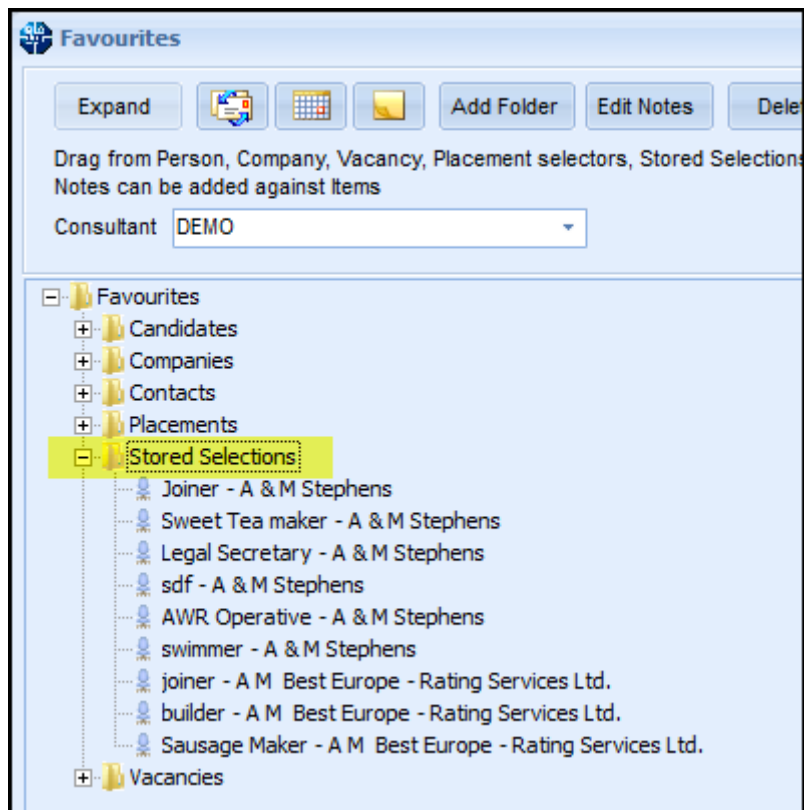 Favourites
Expand Add Folder Edit Notes Delet
Drag from Person, Company, Vacancy, Placement selectors, Stored Selections
Notes can be added against Items
Consultant DEMO
Favourites
Candidates
Companies
Contacts
Placements
Stored Selections
Joiner - A & M Stephens
Sweet Tea maker - A & M Stephens
Legal Secretary - A & M Stephens
sdf - A & M Stephens
AWR Operative - A & M Stephens
swimmer - A & M Stephens
joiner - A M Best Europe - Rating Services Ltd.
builder - A M Best Europe - Rating Services Ltd.
Sausage Maker - A M Best Europe - Rating Services Ltd.
Vacancies